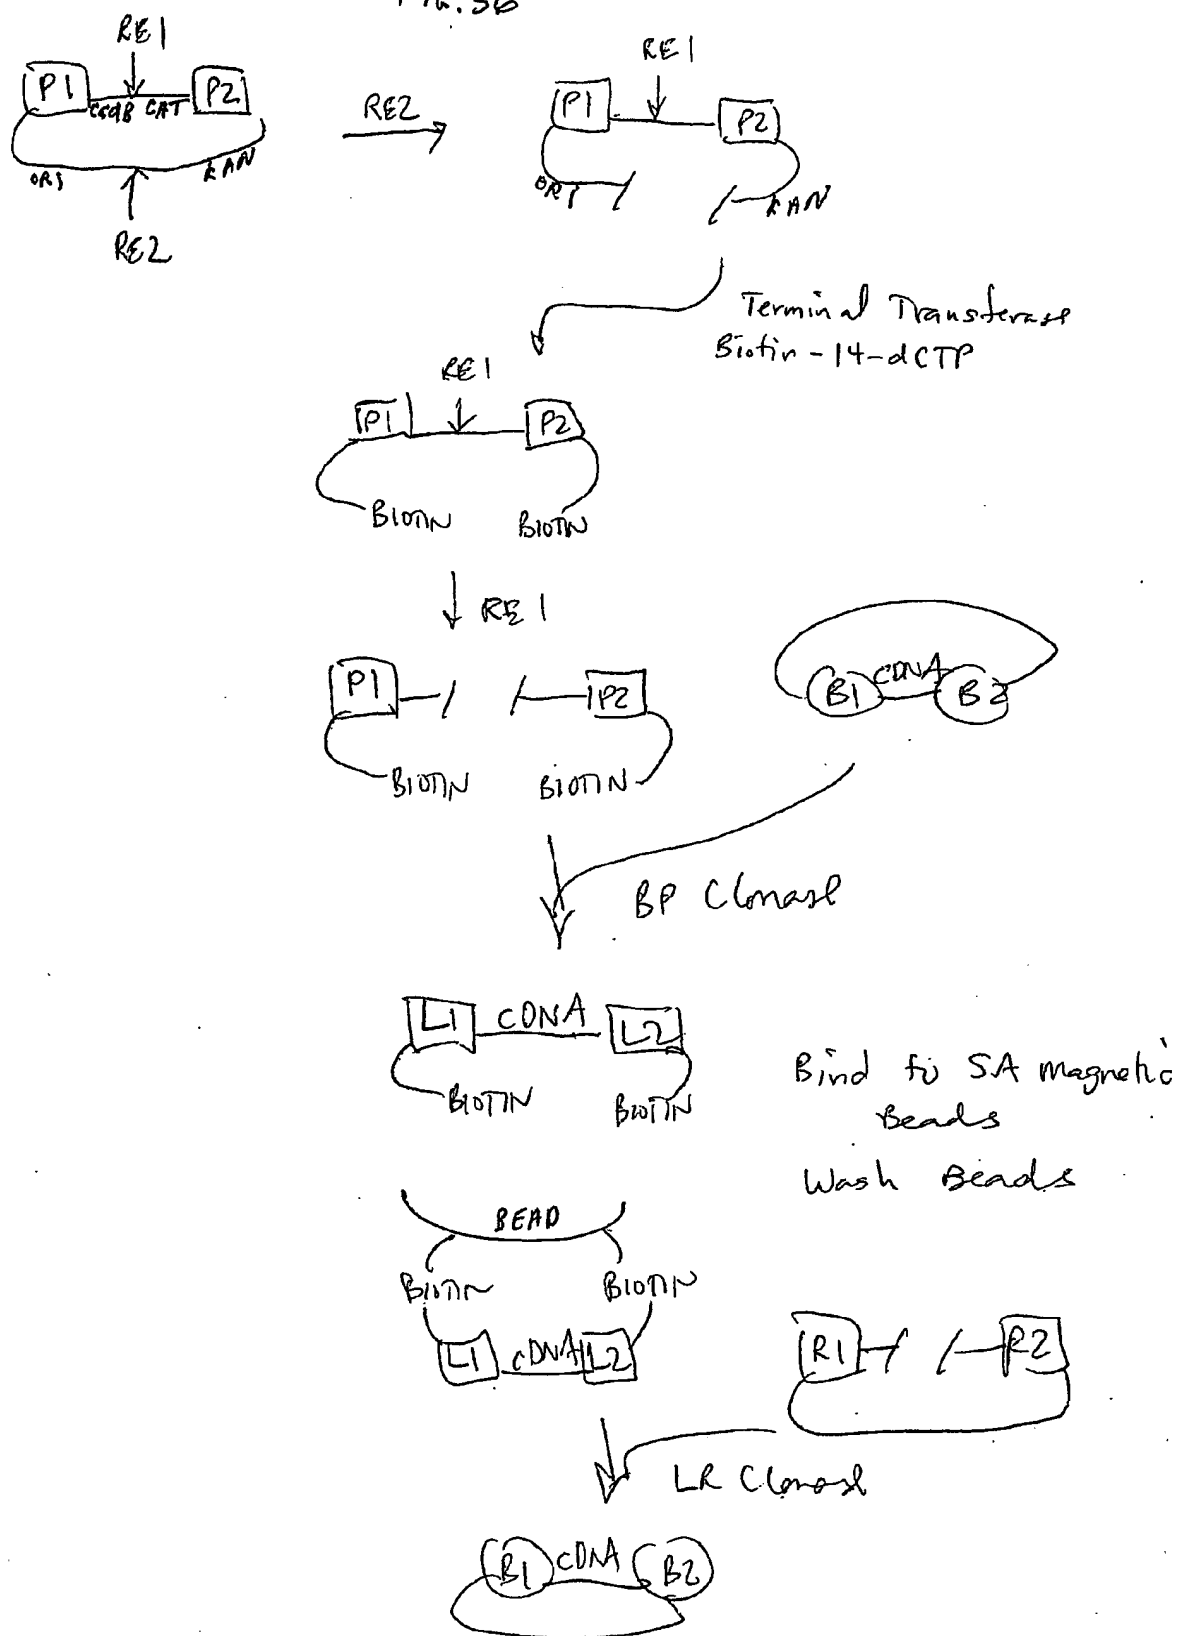 RE1
P1
P2
CCdB CAT
ORI
KAN
RE2
RE2
RE1
P1
P2
ORI
KAN
Terminal Transferase
Biotin-14-dCTP
RE1
P1
P2
BIOTIN
BIOTIN
RE1
P1
P2
BIOTIN
BIOTIN
B1
CDNA
B2
BP Clonase
L1
CDNA
L2
BIOTIN
BIOTIN
Bind to SA magnetic
Beads
Wash Beads
BEAD
BIOTIN
BIOTIN
L1
cDNA
L2
R1
R2
LR Clonase
B1
cDNA
B2